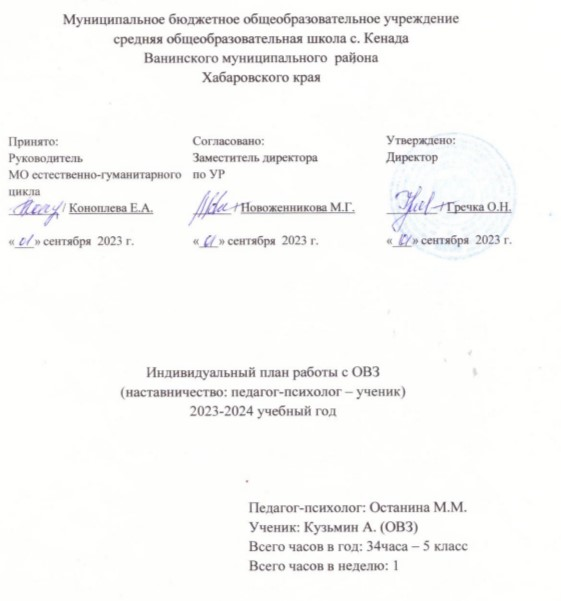 Муниципальное бюджетное общеобразовательное учреждение
средняя общеобразовательная школа с. Кенада
Ванинского муниципального района
Хабаровского края
Принято: Согласовано: Утверждено:
Руководитель Заместитель директора Директор
МО естественно-гуманитарного по УР
цикла
Коноплева Е.А. Новоженникова М.Г. Гречка О.Н.
« 01 » сентября 2023 г. « 01 » сентября 2023 г. « 01 » сентября 2023 г.
Индивидуальный план работы с ОВЗ
(наставничество: педагог-психолог – ученик)
2023-2024 учебный год
Педагог-психолог: Останина М.М.
Ученик: Кузьмин А. (ОВЗ)
Всего часов в год: 34часа – 5 класс
Всего часов в неделю: 1